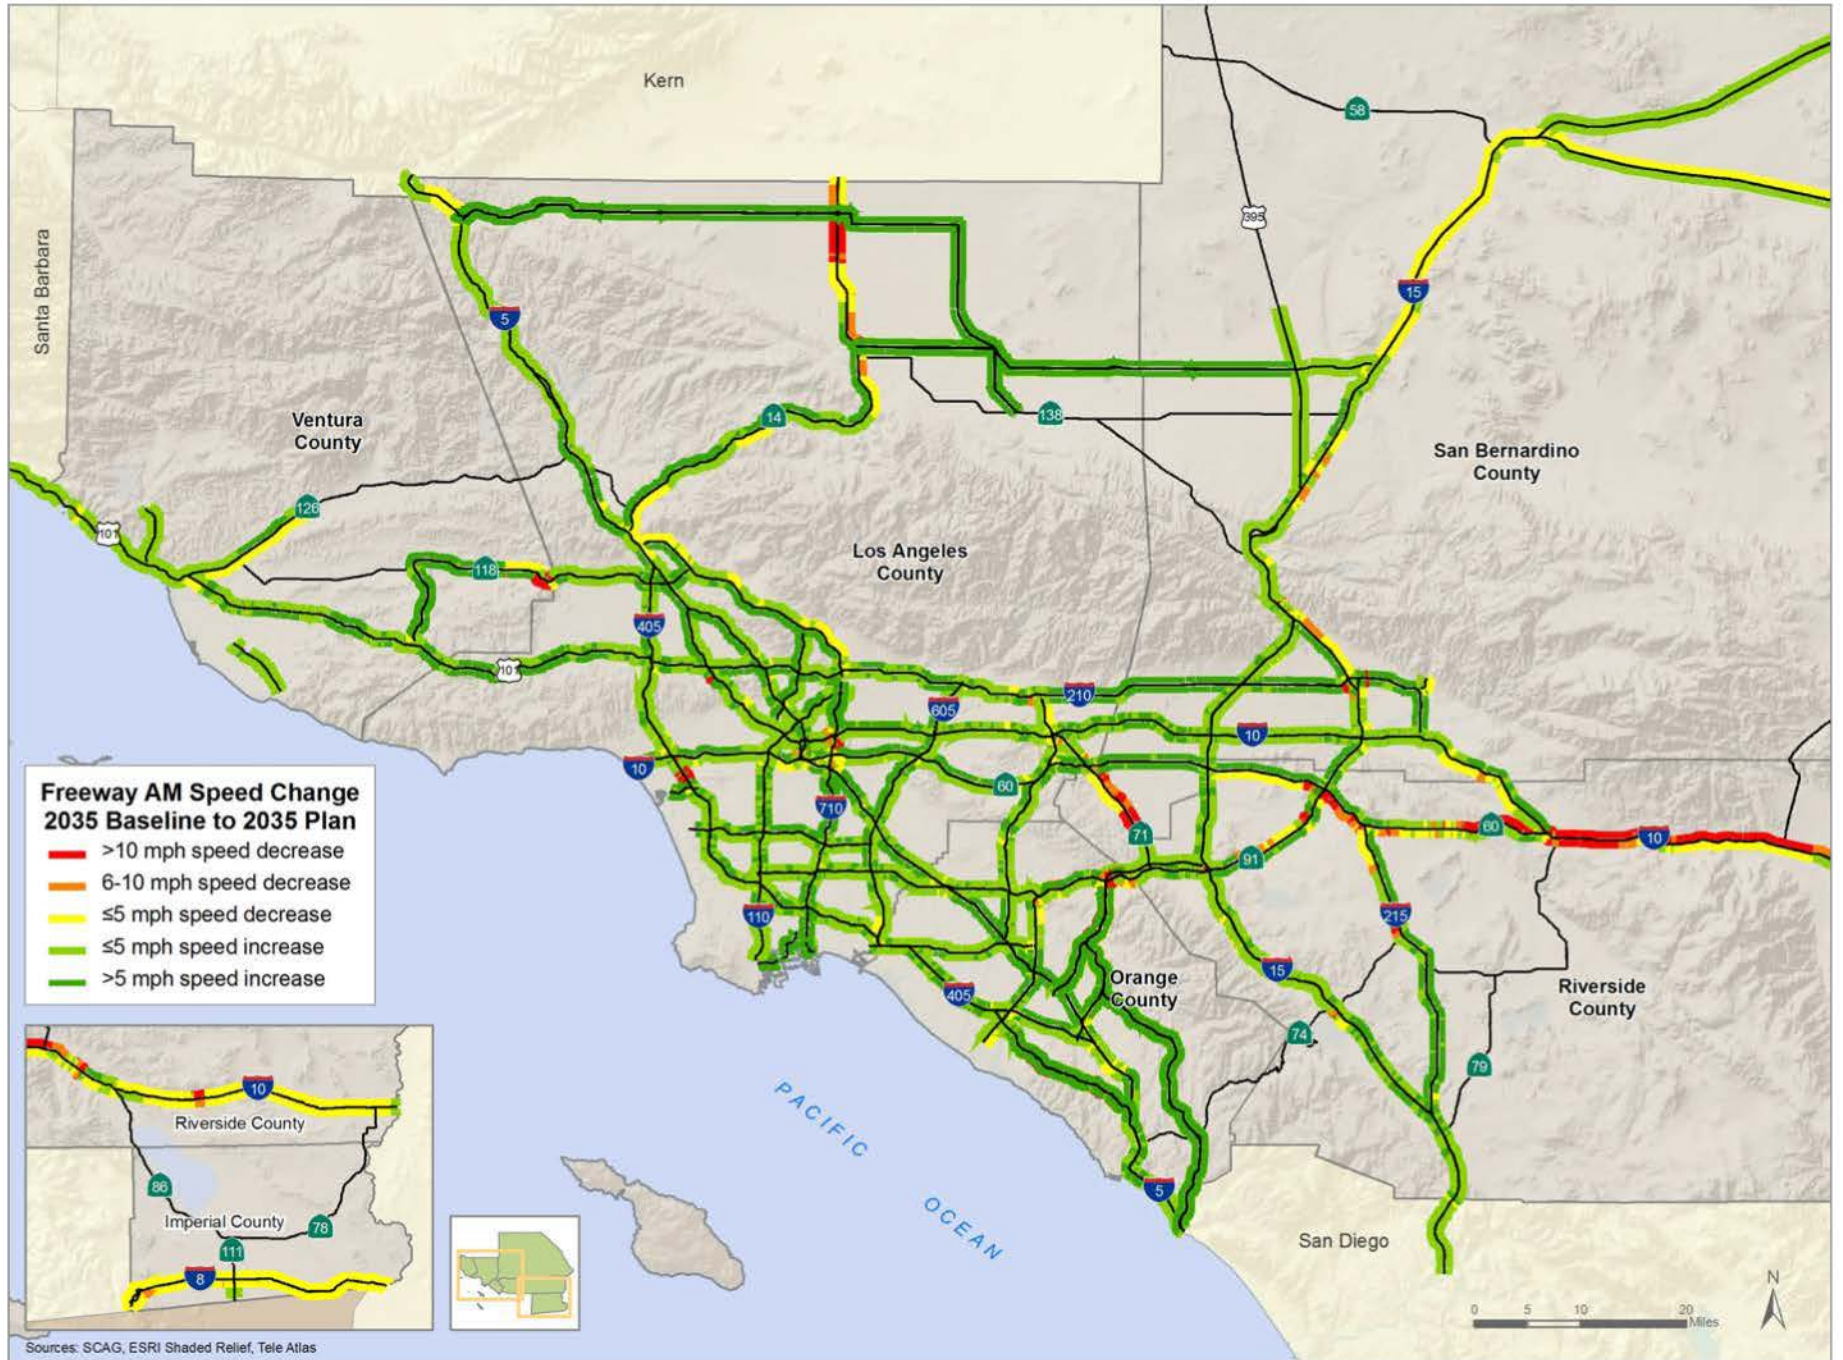 Kern
58
395
15
Santa Barbara
5
14
138
Ventura
County
San Bernardino
County
126
101
Los Angeles
County
118
405
101
210
605
10
10
60
710
71
60
10
91
110
215
Orange
County
15
405
Riverside
County
74
79
5
San Diego
PACIFIC
OCEAN
Freeway AM Speed Change
2035 Baseline to 2035 Plan
>10 mph speed decrease
6-10 mph speed decrease
≤5 mph speed decrease
≤5 mph speed increase
>5 mph speed increase
10
Riverside County
86
Imperial County
78
111
8
N
0 5 10 20
Miles
Sources: SCAG, ESRI Shaded Relief, Tele Atlas